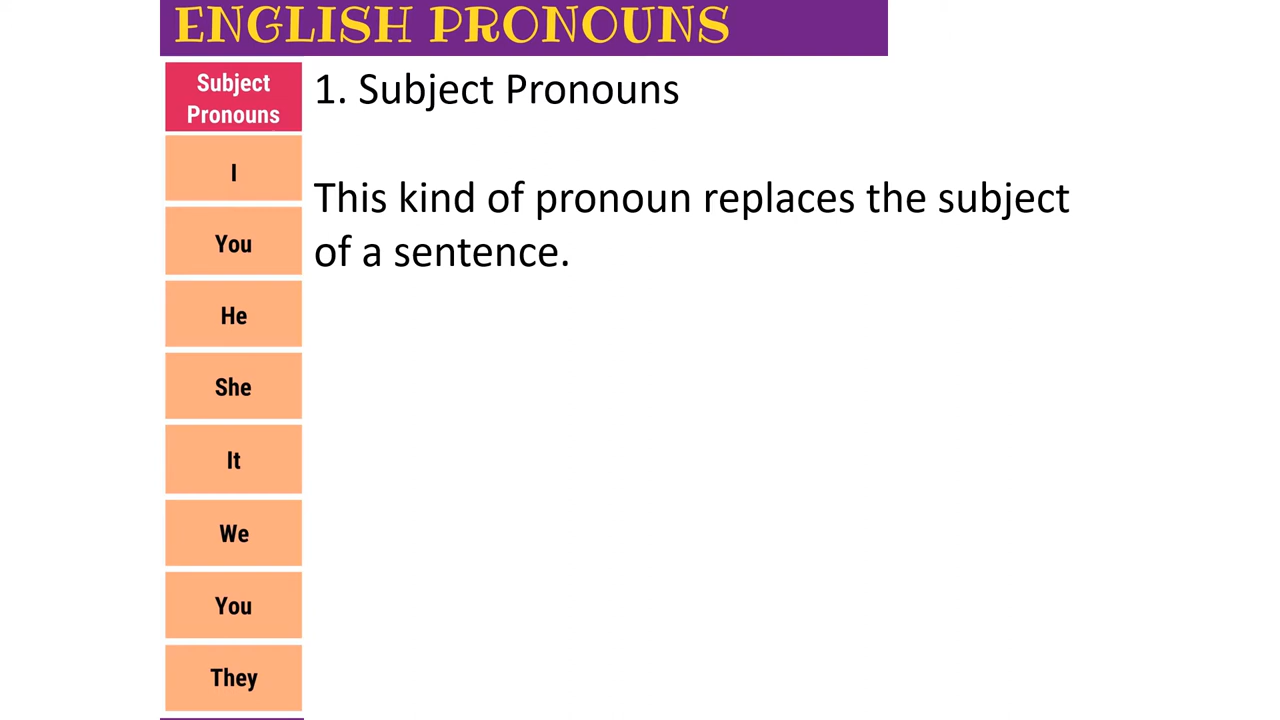 ENGLISH PRONOUNS
Subject
Pronouns
I
You
He
She
It
We
You
They
1. Subject Pronouns
This kind of pronoun replaces the subject
of a sentence.